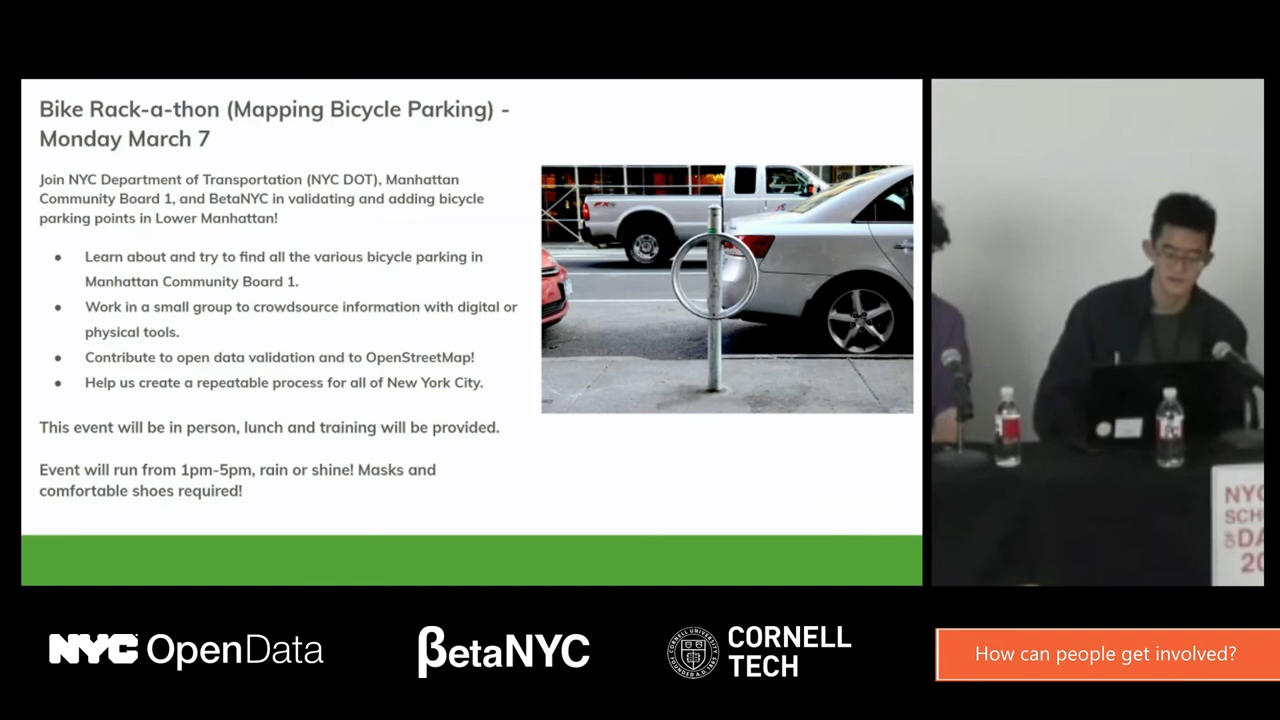 Bike Rack-a-thon (Mapping Bicycle Parking) -
Monday March 7
Join NYC Department of Transportation (NYC DOT), Manhattan
Community Board 1, and BetaNYC in validating and adding bicycle
parking points in Lower Manhattan!
● Learn about and try to find all the various bicycle parking in
Manhattan Community Board 1.
● Work in a small group to crowdsource information with digital or
physical tools.
● Contribute to open data validation and to OpenStreetMap!
● Help us create a repeatable process for all of New York City.
This event will be in person, lunch and training will be provided.
Event will run from 1pm-5pm, rain or shine! Masks and
comfortable shoes required!
FX4
NYC
SCH
OF DA
20
NYC OpenData
βetaNYC
CORNELL
TECH
How can people get involved?